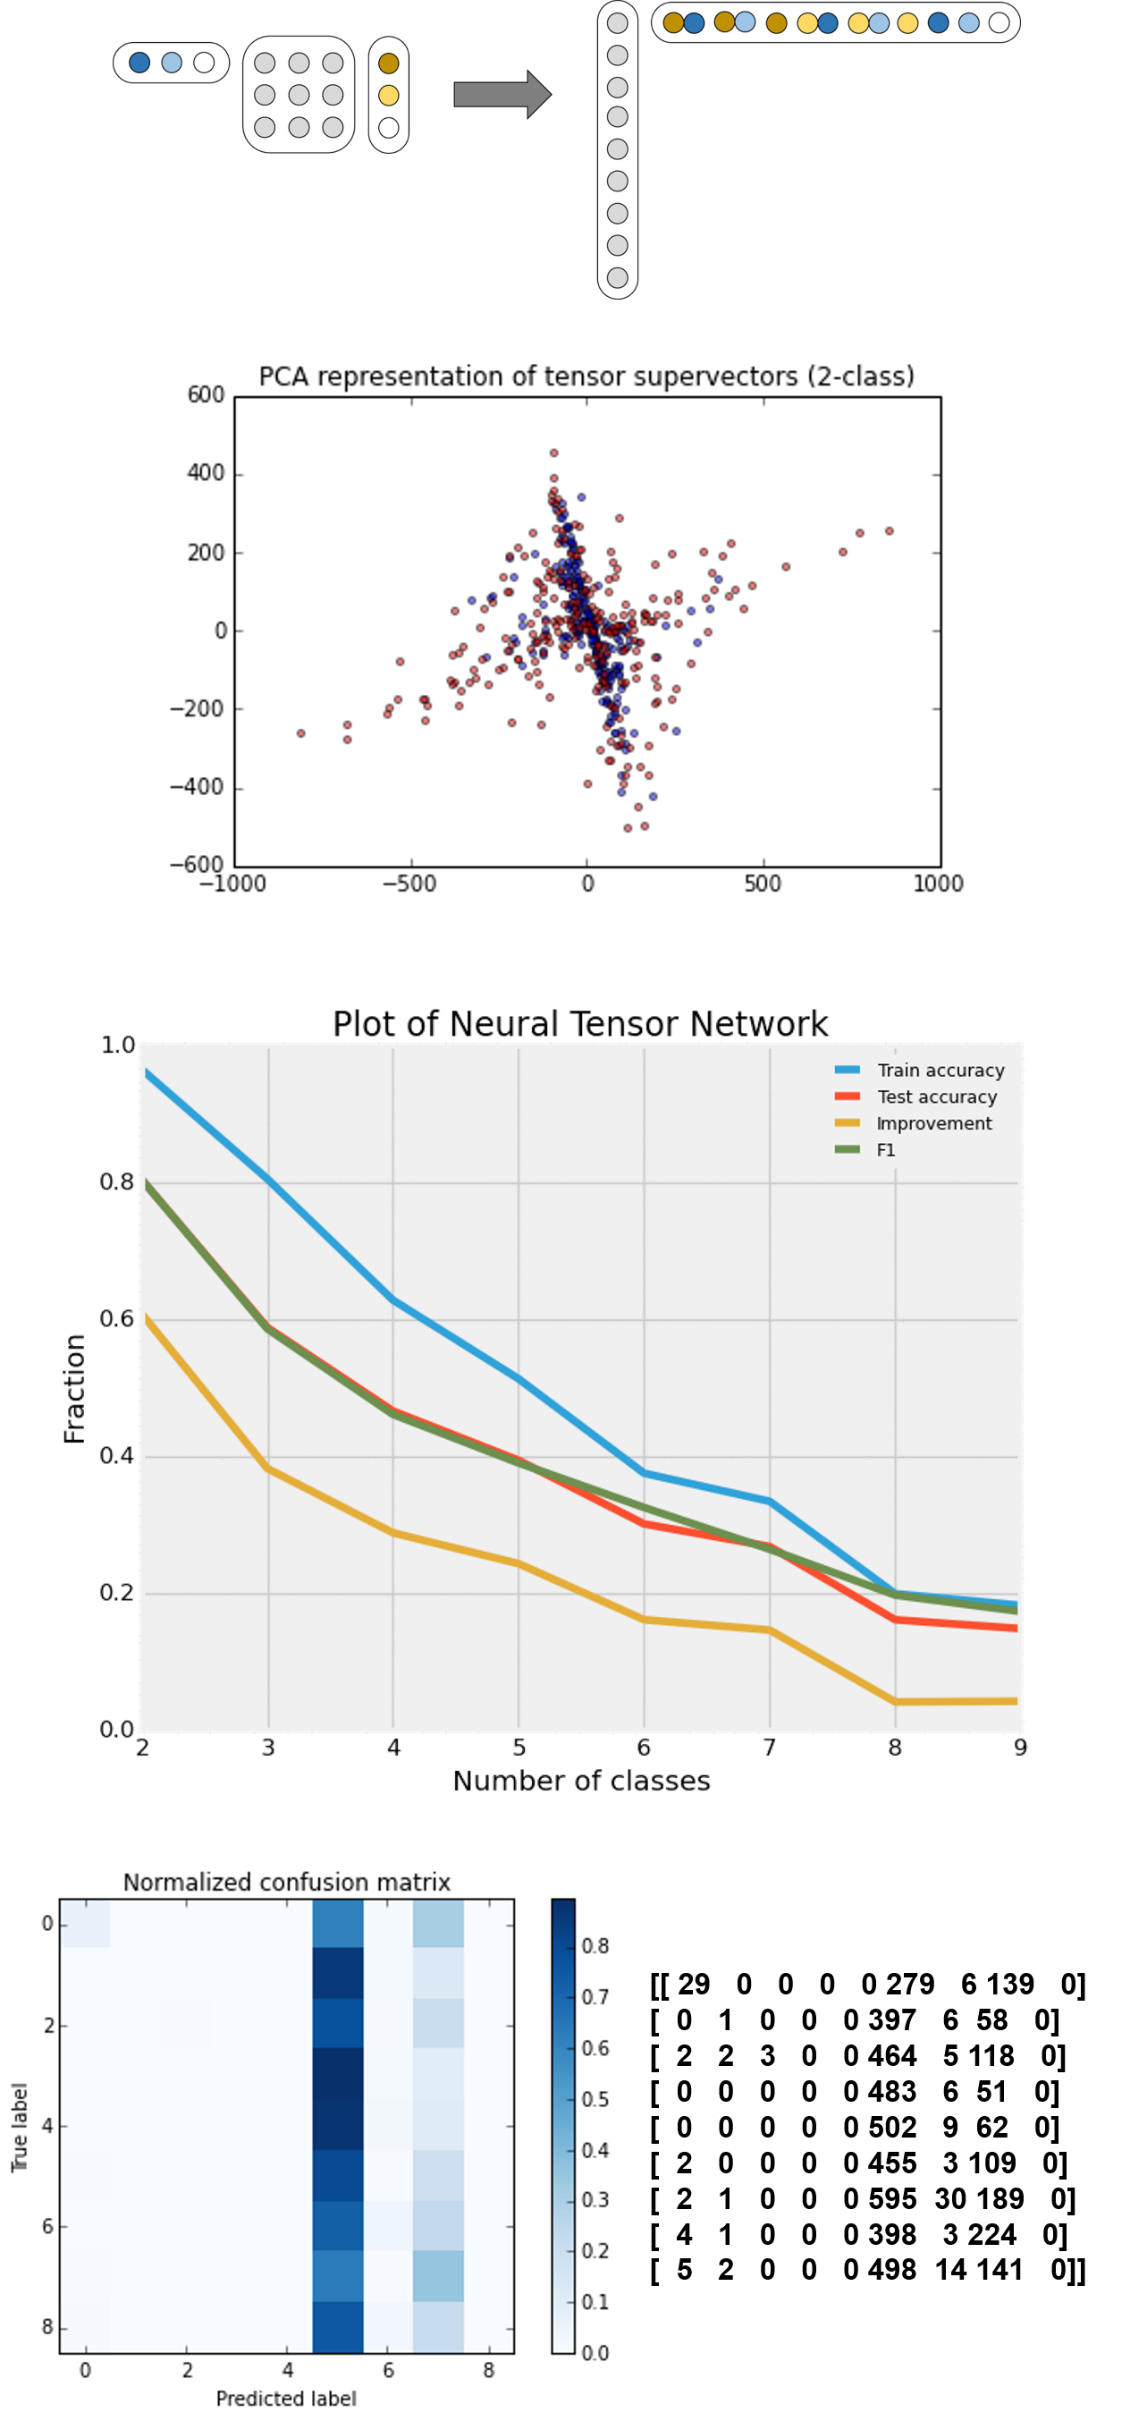 PCA representation of tensor supervectors (2-class)
600
400
200
0
−200
−400
−600
−1000 −500 0 500 1000
Plot of Neural Tensor Network
1.0
0.8
0.6
0.4
0.2
0.0
Fraction
Train accuracy
Test accuracy
Improvement
F1
2 3 4 5 6 7 8 9
Number of classes
Normalized confusion matrix
0
2
4
6
8
True label
0 2 4 6 8
Predicted label
0.8
0.7
0.6
0.5
0.4
0.3
0.2
0.1
0.0
[[ 29 0 0 0 0 279 6 139 0]
[ 0 1 0 0 0 397 6 58 0]
[ 2 2 3 0 0 464 5 118 0]
[ 0 0 0 0 0 483 6 51 0]
[ 0 0 0 0 0 502 9 62 0]
[ 2 0 0 0 0 455 3 109 0]
[ 2 1 0 0 0 595 30 189 0]
[ 4 1 0 0 0 398 3 224 0]
[ 5 2 0 0 0 498 14 141 0]]